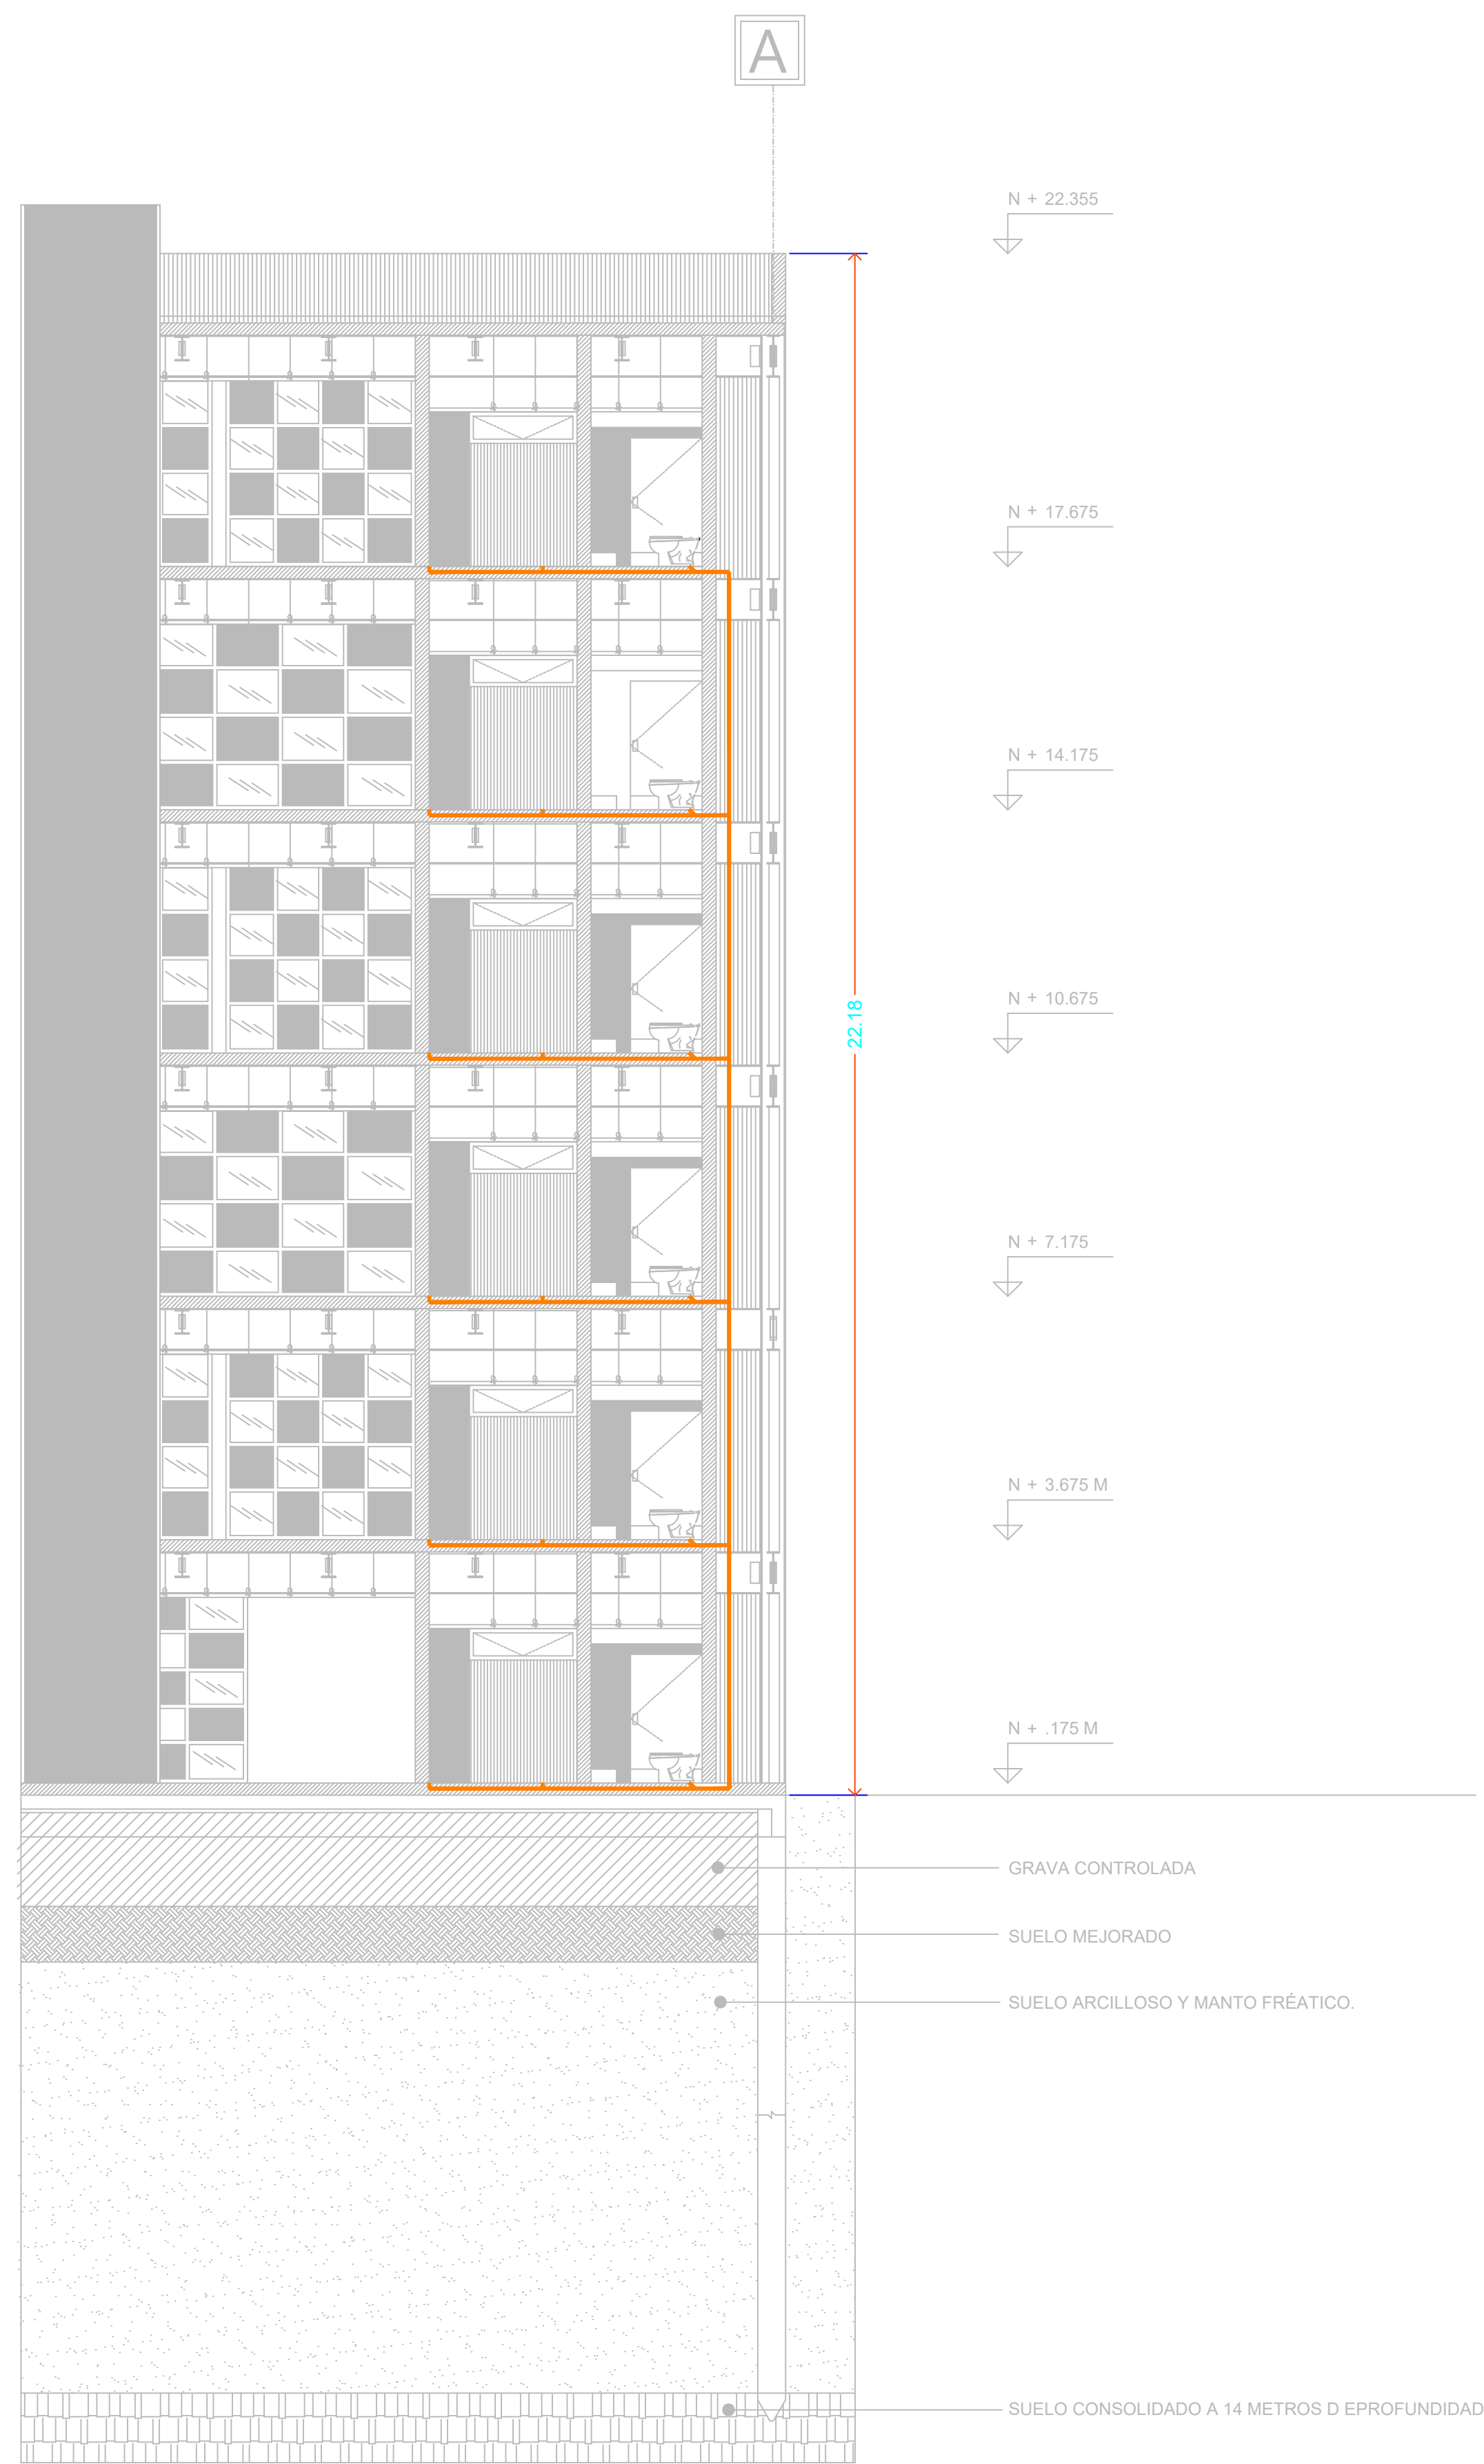 A
N + 22.355
N + 17.675
N + 14.175
N + 10.675
22.18
N + 7.175
N + 3.675 M
N + .175 M
GRAVA CONTROLADA
SUELO MEJORADO
SUELO ARCILLOSO Y MANTO FRÉATICO.
SUELO CONSOLIDADO A 14 METROS D EPROFUNDIDAD